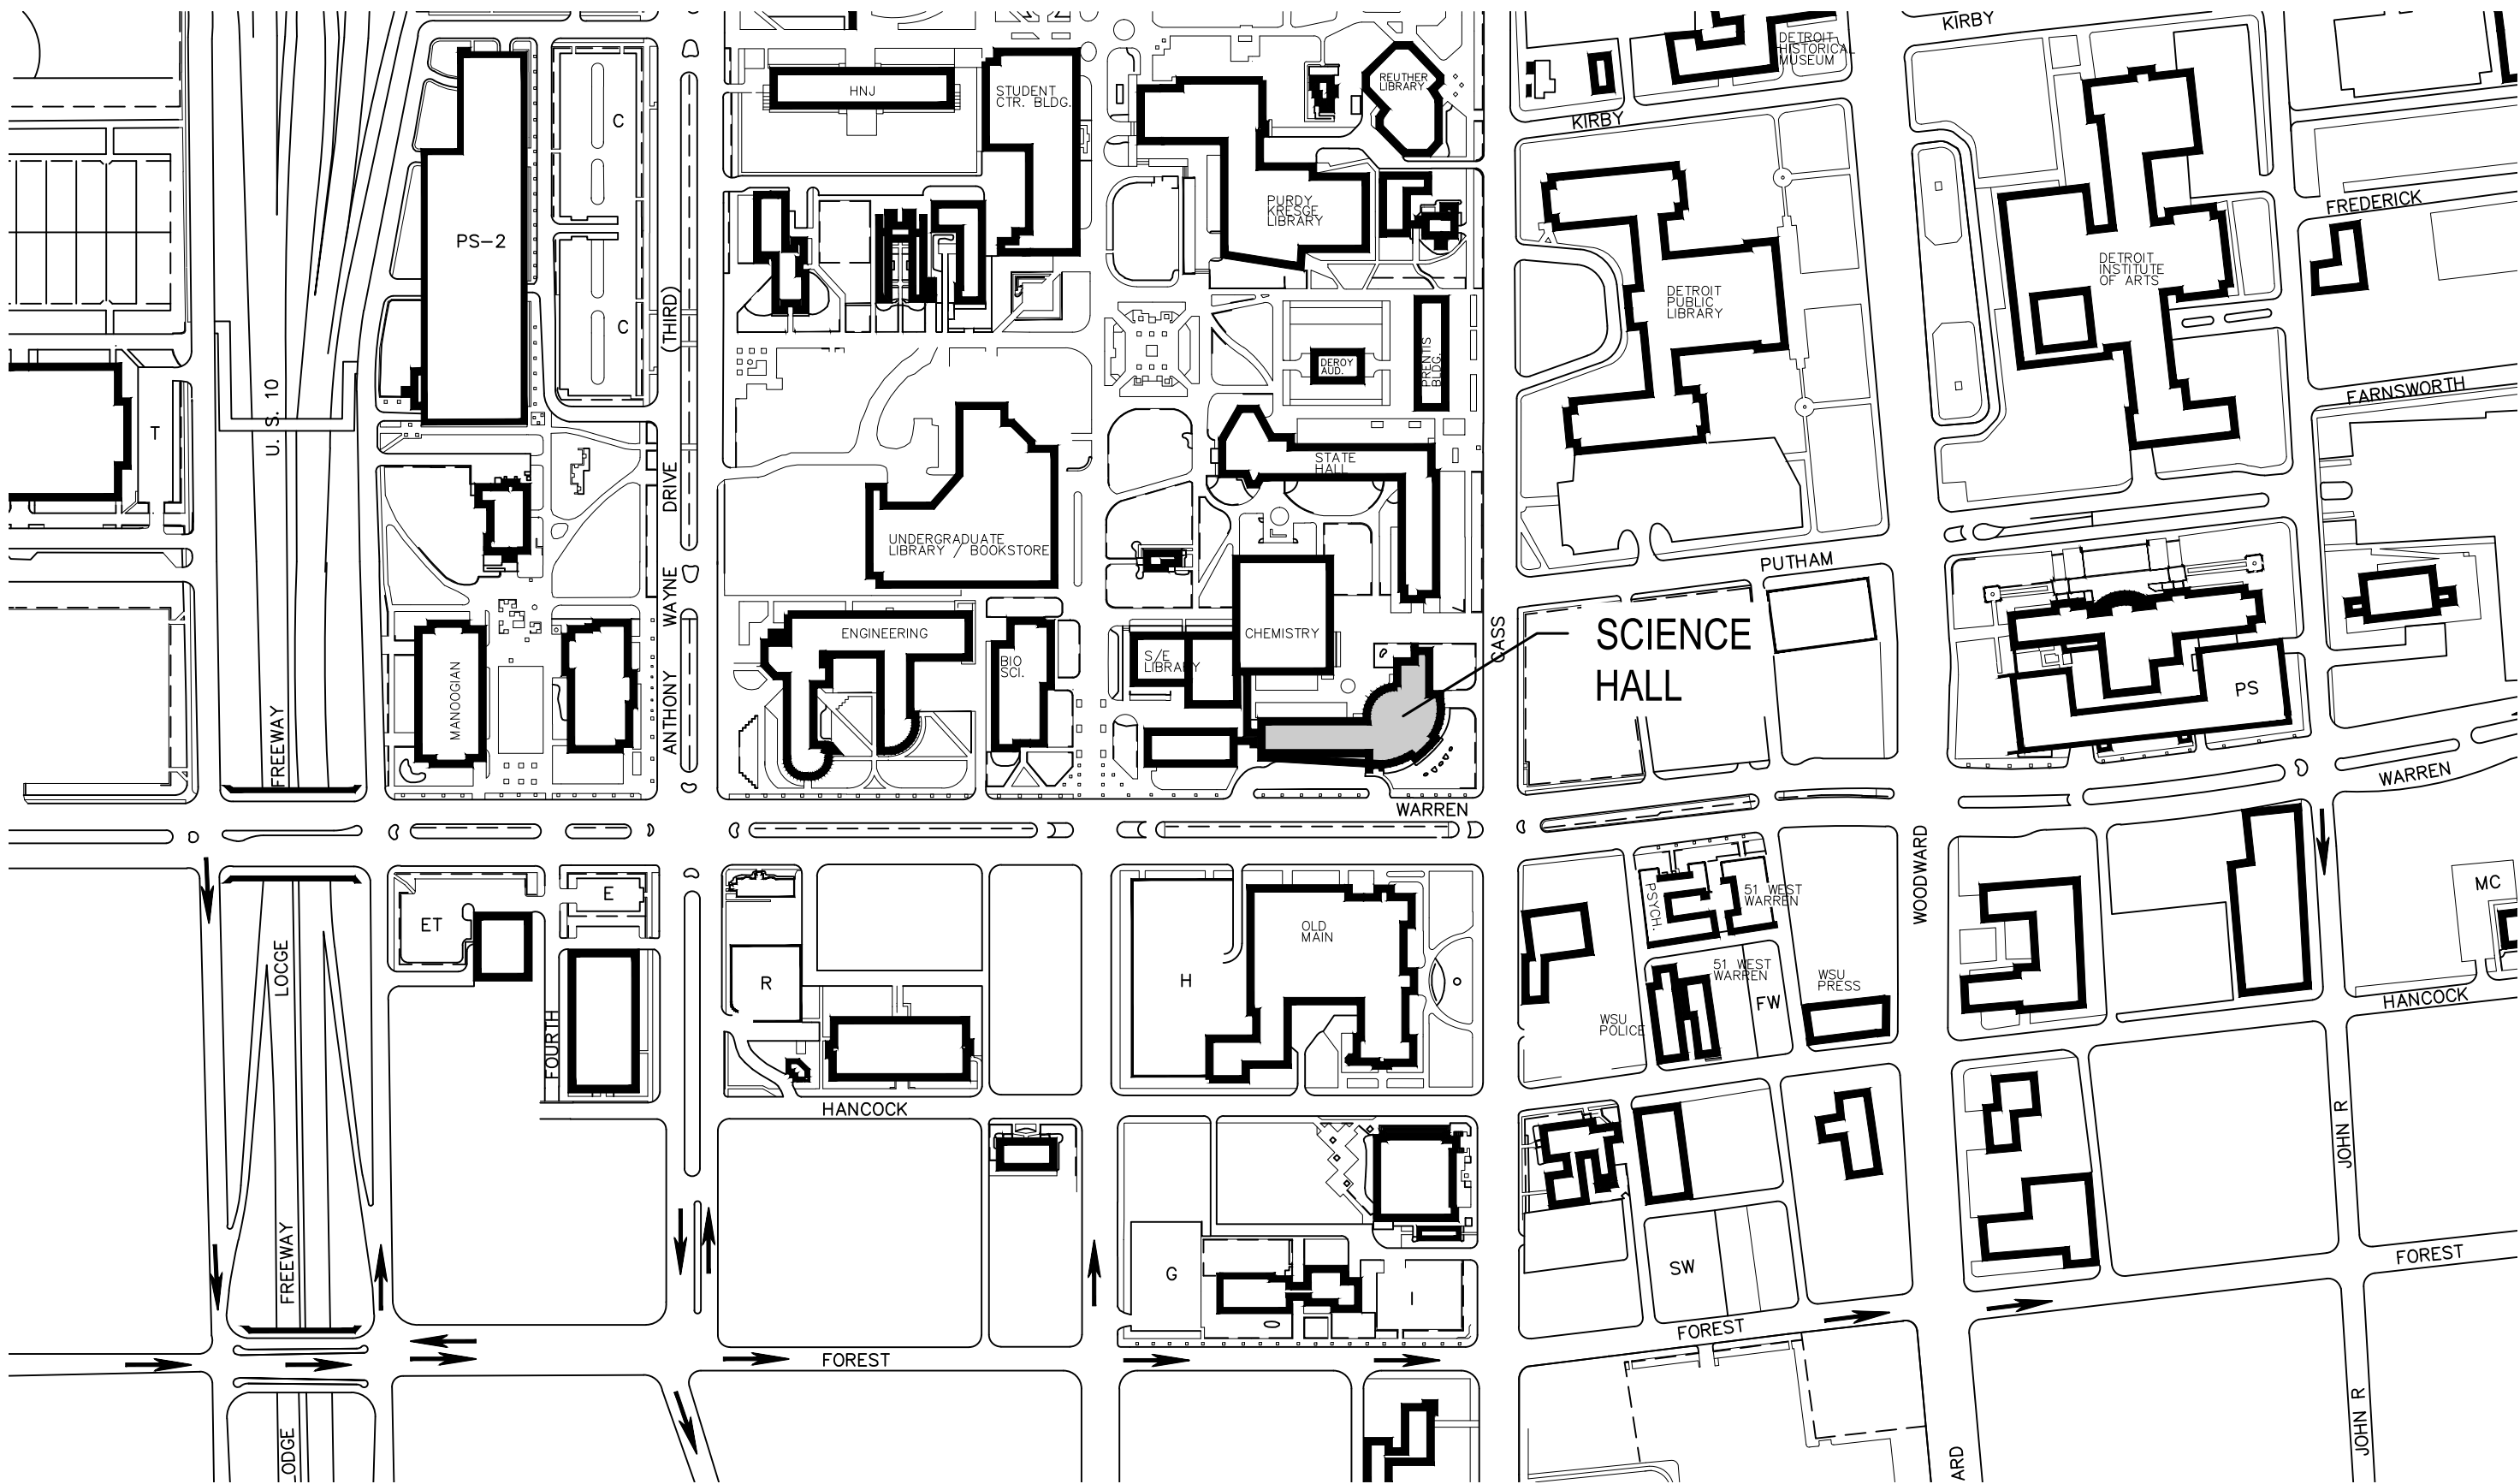 KIRBY
DETROIT
HISTORICAL
MUSEUM
HNJ
STUDENT
CTR. BLDG.
REUTHER
LIBRARY
C
KIRBY
PURDY
KRESGE
LIBRARY
FREDERICK
PS-2
DETROIT
INSTITUTE
OF ARTS
DETROIT
PUBLIC
LIBRARY
(THIRD)
C
DEROY
AUD.
PRENTIS
BLDG.
FARNSWORTH
U. S. 10
T
STATE
HALL
DRIVE
UNDERGRADUATE
LIBRARY / BOOKSTORE
PUTHAM
WAYNE
ENGINEERING
CHEMISTRY
CASS
SCIENCE
HALL
S/E
LIBRARY
BIO
SCI.
MANOOGIAN
ANTHONY
PS
FREEWAY
WARREN
WARREN
WOODWARD
E
ET
PSYCH.
51 WEST
WARREN
MC
OLD
MAIN
LOCGE
R
H
51 WEST
WARREN
FW
WSU
PRESS
HANCOCK
WSU
POLICE
FOURTH
HANCOCK
JOHN R
FREEWAY
G
I
SW
FOREST
FOREST
FOREST
JOHN R
LODGE
ARD